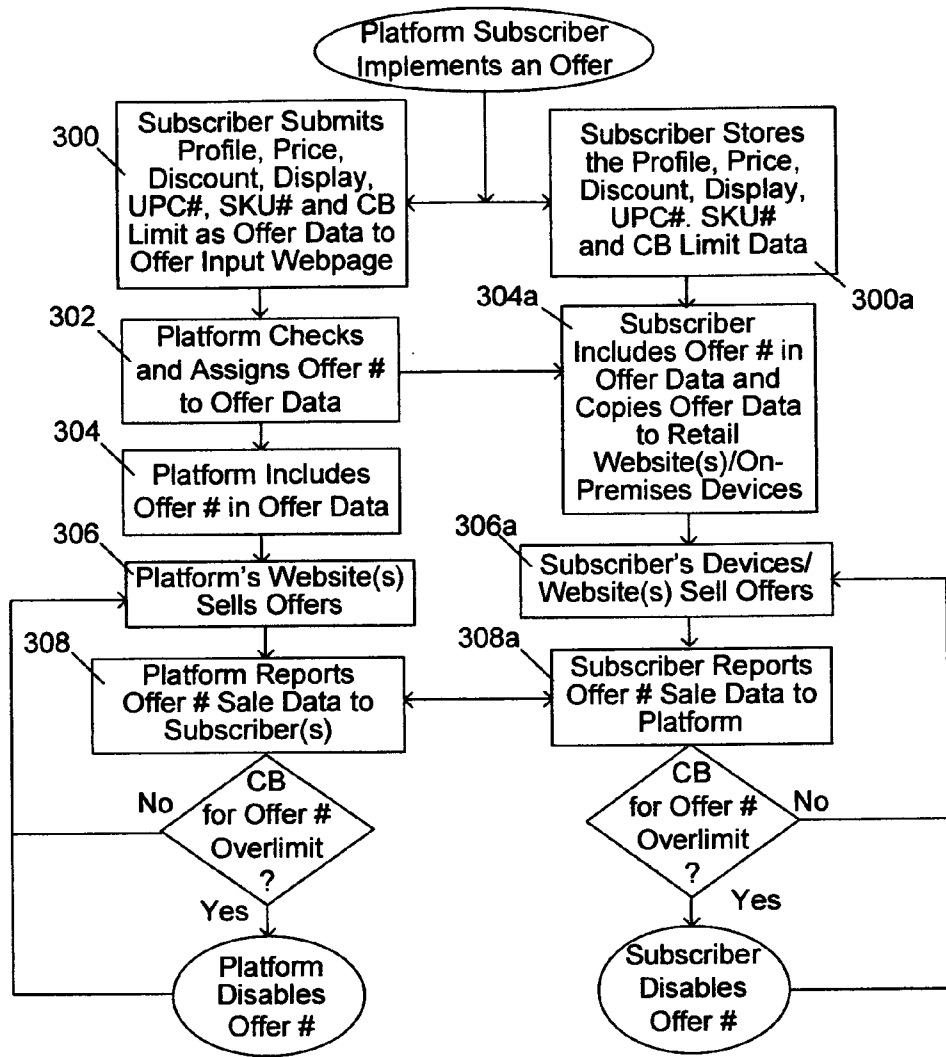 Platform Subscriber
Implements an Offer
300
Subscriber Submits
Profile, Price,
Discount, Display,
UPC#, SKU# and CB
Limit as Offer Data to
Offer Input Webpage
Subscriber Stores
the Profile, Price,
Discount, Display,
UPC#. SKU#
and CB Limit Data
300a
302
Platform Checks
and Assigns Offer #
to Offer Data
304a
Subscriber
Includes Offer # in
Offer Data and
Copies Offer Data
to Retail
Website(s)/On-
Premises Devices
304
Platform Includes
Offer # in Offer Data
306
Platform's Website(s)
Sells Offers
306a
Subscriber's Devices/
Website(s) Sell Offers
308
Platform Reports
Offer # Sale Data to
Subscriber(s)
308a
Subscriber Reports
Offer # Sale Data to
Platform
CB
for Offer #
Overlimit
?
No
Yes
CB
for Offer #
Overlimit
?
No
Yes
Platform
Disables
Offer #
Subscriber
Disables
Offer #